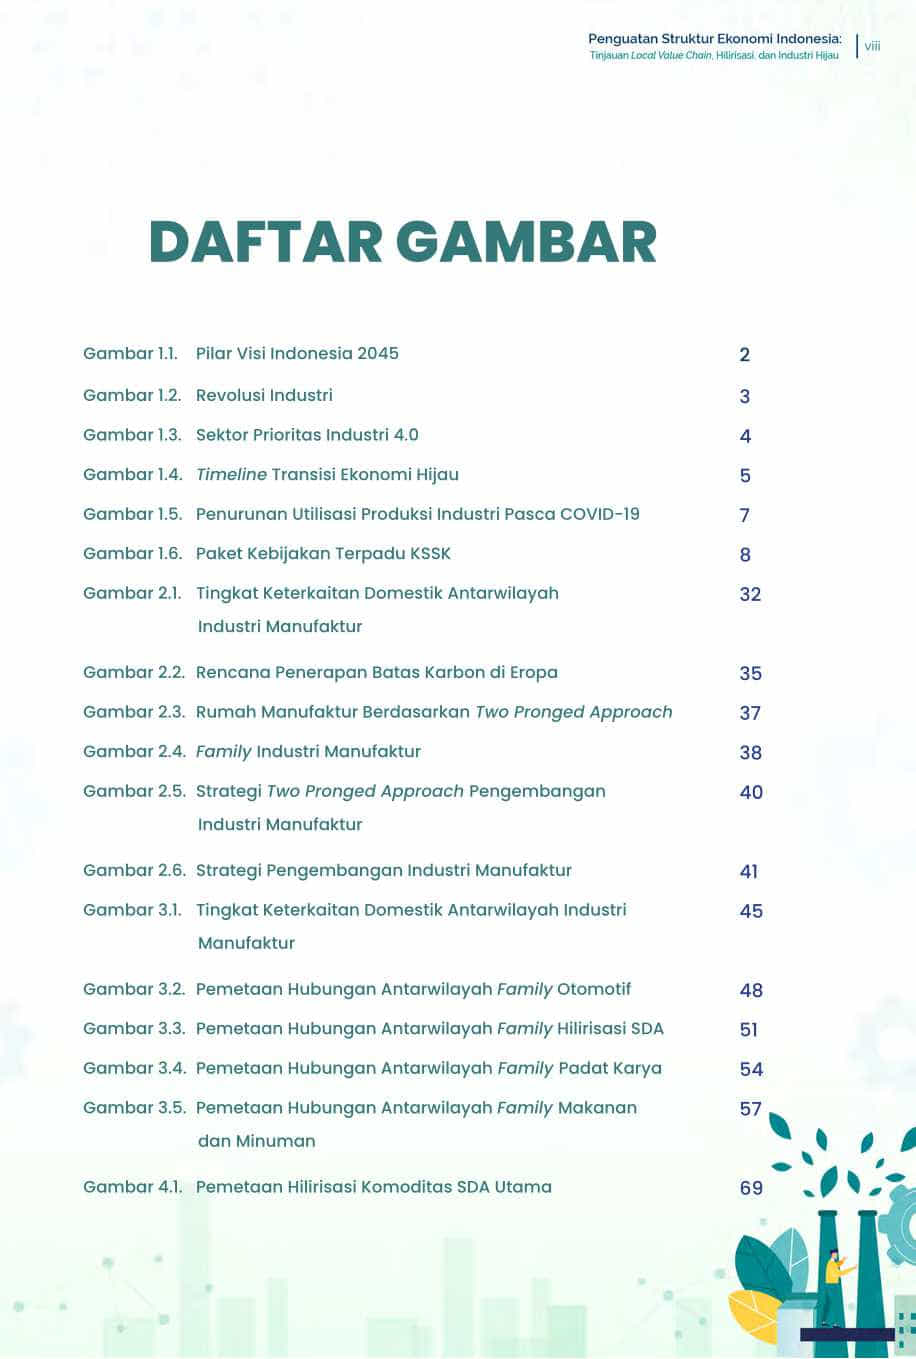 Penguatan Struktur Ekonomi Indonesia:
Tinjauan Local Value Chain, Hilirisasi, dan Industri Hijau
viii
DAFTAR GAMBAR
Gambar 1.1. Pilar Visi Indonesia 2045 2
Gambar 1.2. Revolusi Industri 3
Gambar 1.3. Sektor Prioritas Industri 4.0 4
Gambar 1.4. Timeline Transisi Ekonomi Hijau 5
Gambar 1.5. Penurunan Utilisasi Produksi Industri Pasca COVID-19 7
Gambar 1.6. Paket Kebijakan Terpadu KSSK 8
Gambar 2.1. Tingkat Keterkaitan Domestik Antarwilayah 32
Industri Manufaktur
Gambar 2.2. Rencana Penerapan Batas Karbon di Eropa 35
Gambar 2.3. Rumah Manufaktur Berdasarkan Two Pronged Approach 37
Gambar 2.4. Family Industri Manufaktur 38
Gambar 2.5. Strategi Two Pronged Approach Pengembangan 40
Industri Manufaktur
Gambar 2.6. Strategi Pengembangan Industri Manufaktur 41
Gambar 3.1. Tingkat Keterkaitan Domestik Antarwilayah Industri 45
Manufaktur
Gambar 3.2. Pemetaan Hubungan Antarwilayah Family Otomotif 48
Gambar 3.3. Pemetaan Hubungan Antarwilayah Family Hilirisasi SDA 51
Gambar 3.4. Pemetaan Hubungan Antarwilayah Family Padat Karya 54
Gambar 3.5. Pemetaan Hubungan Antarwilayah Family Makanan 57
dan Minuman
Gambar 4.1. Pemetaan Hilirisasi Komoditas SDA Utama 69